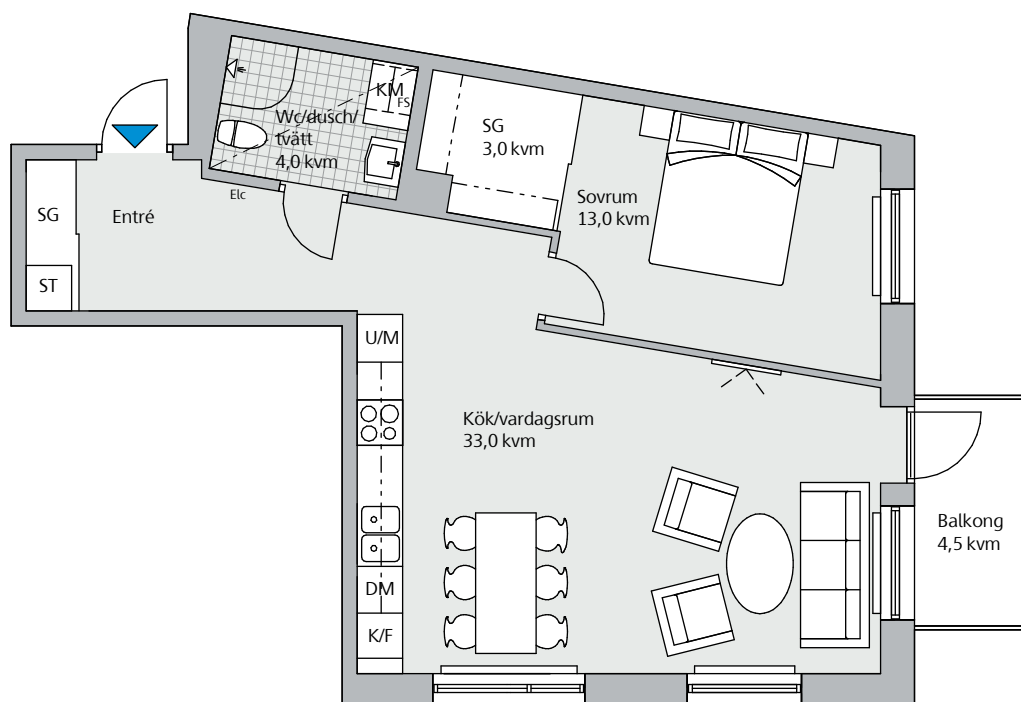 KM
FS
Wc/dusch/
tvätt
4,0 kvm
SG
3,0 kvm
Sovrum
13,0 kvm
Elc
SG
Entré
ST
U/M
Kök/vardagsrum
33,0 kvm
Balkong
4,5 kvm
DM
K/F